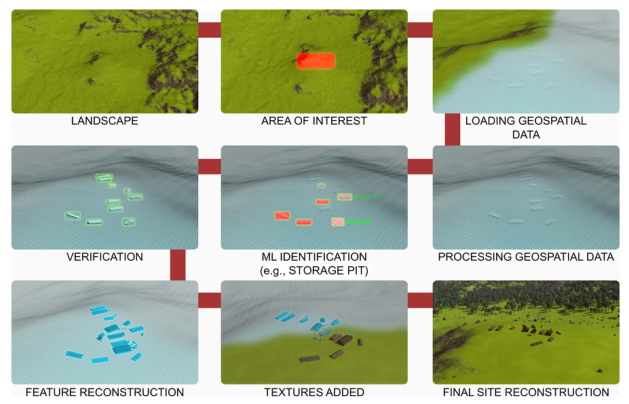 LANDSCAPE
AREA OF INTEREST
LOADING GEOSPATIAL
DATA
VERIFICATION
ML IDENTIFICATION
(e.g., STORAGE PIT)
PROCESSING GEOSPATIAL DATA
FEATURE RECONSTRUCTION
TEXTURES ADDED
FINAL SITE RECONSTRUCTION